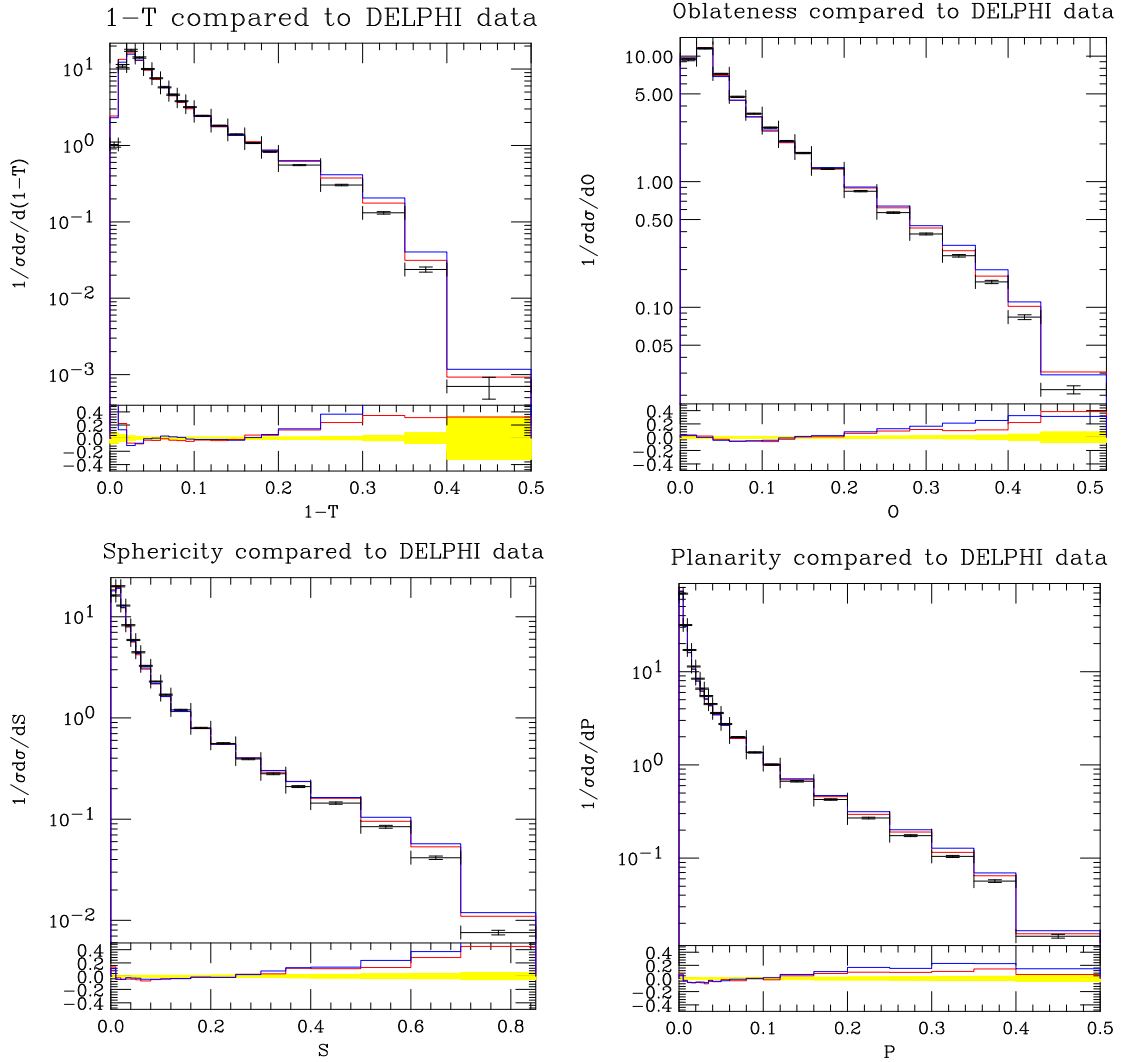 1−T compared to DELPHI data
10^1
10^0
10^−1
10^−2
10^−3
1/σdσ/d(1−T)
0.4
0.2
0.0
−0.2
−0.4
0.0 0.1 0.2 0.3 0.4 0.5
1−T
Oblateness compared to DELPHI data
10.00
5.00
1.00
0.50
0.10
0.05
1/σdσ/dO
0.4
0.2
0.0
−0.2
−0.4
0.0 0.1 0.2 0.3 0.4 0.5
O
Sphericity compared to DELPHI data
10^1
10^0
10^−1
10^−2
1/σdσ/dS
0.4
0.2
0.0
−0.2
−0.4
0.0 0.2 0.4 0.6 0.8
S
Planarity compared to DELPHI data
10^1
10^0
10^−1
1/σdσ/dP
0.4
0.2
0.0
−0.2
−0.4
0.0 0.1 0.2 0.3 0.4 0.5
P